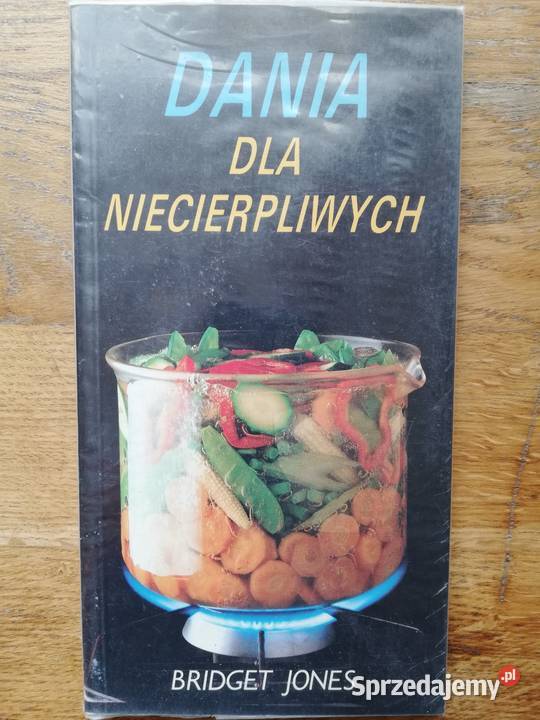 DANIA
DLA
NIECIERPLIWYCH
BRIDGET JONES
Sprzedajemy.pl